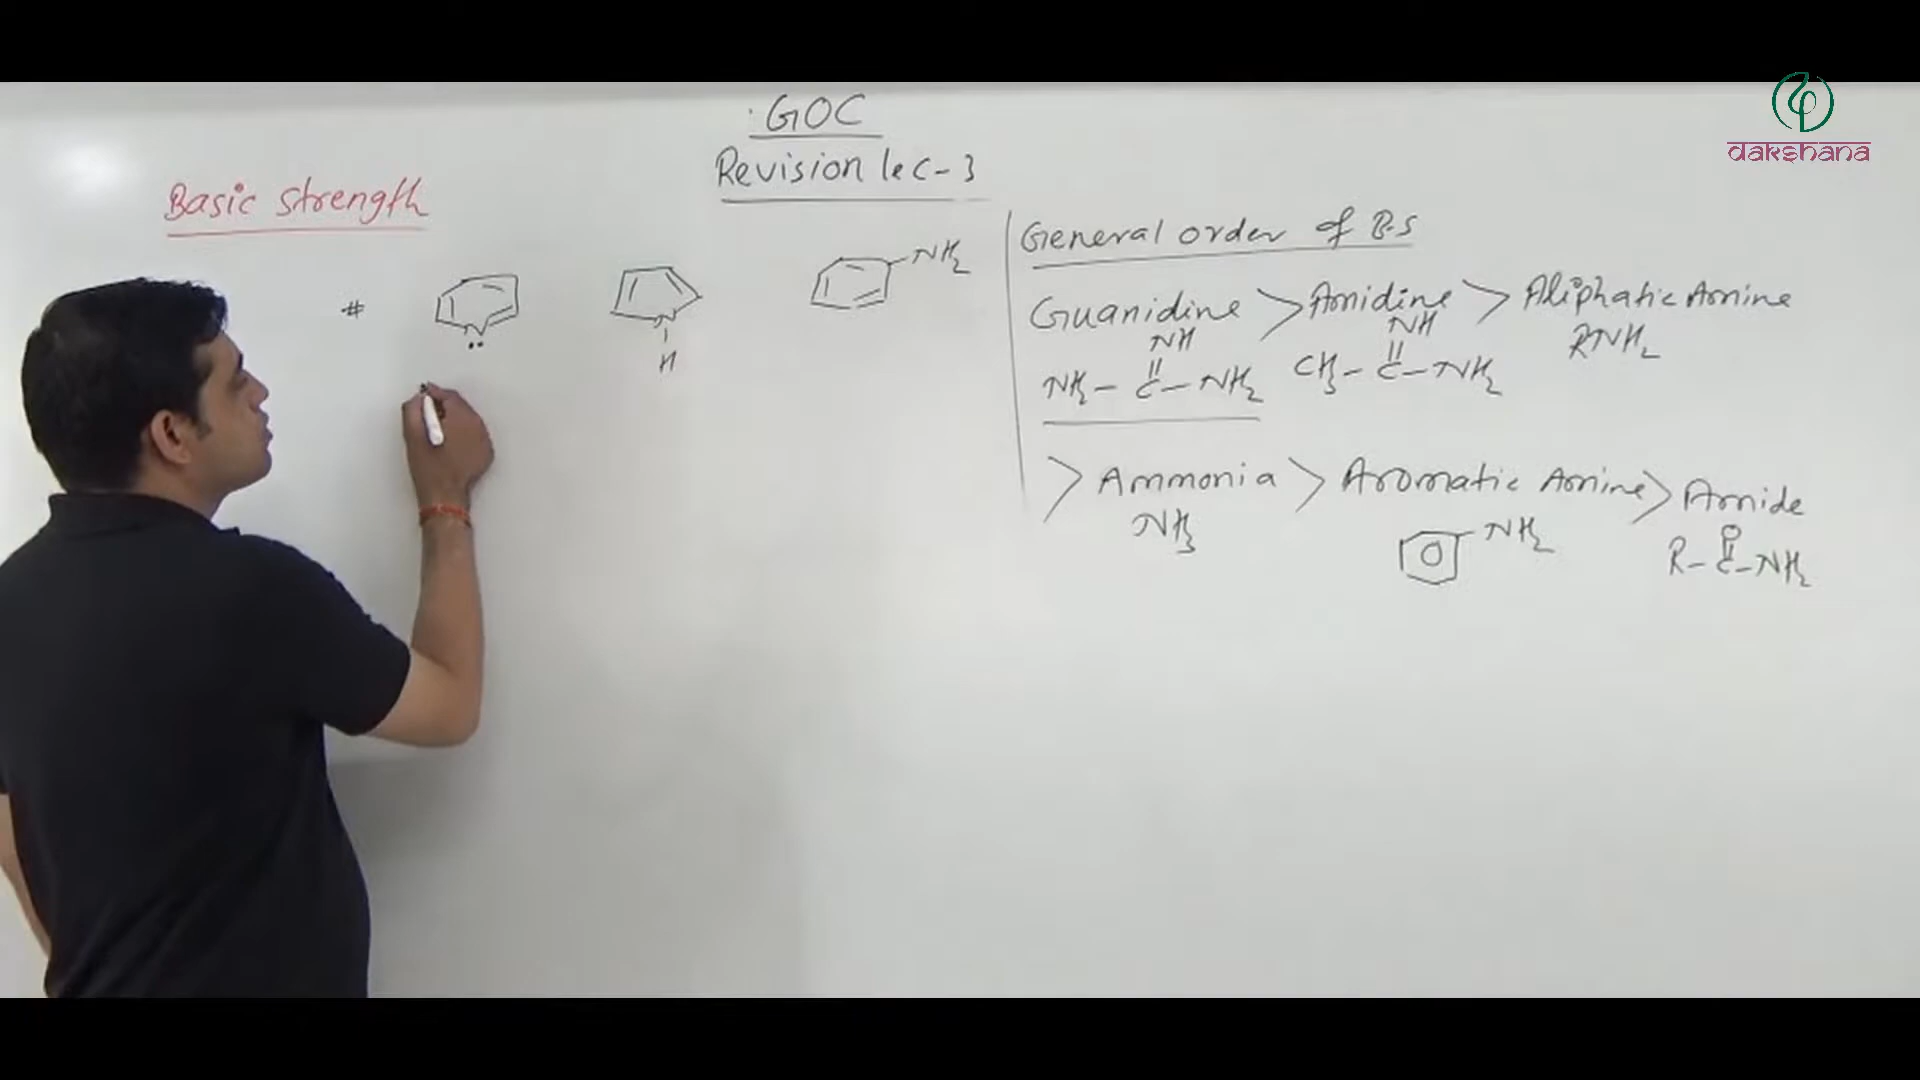 GOC
Revision lec-3
dakshana
Basic strength
#
N
N
H
NH2
General order of B.S
Guanidine > Amidine > Aliphatic Amine
NH
NH2 - C - NH2
NH
CH3 - C - NH2
RNH2
> Ammonia > Aromatic Amine > Amide
NH3
NH2
O
R - C - NH2